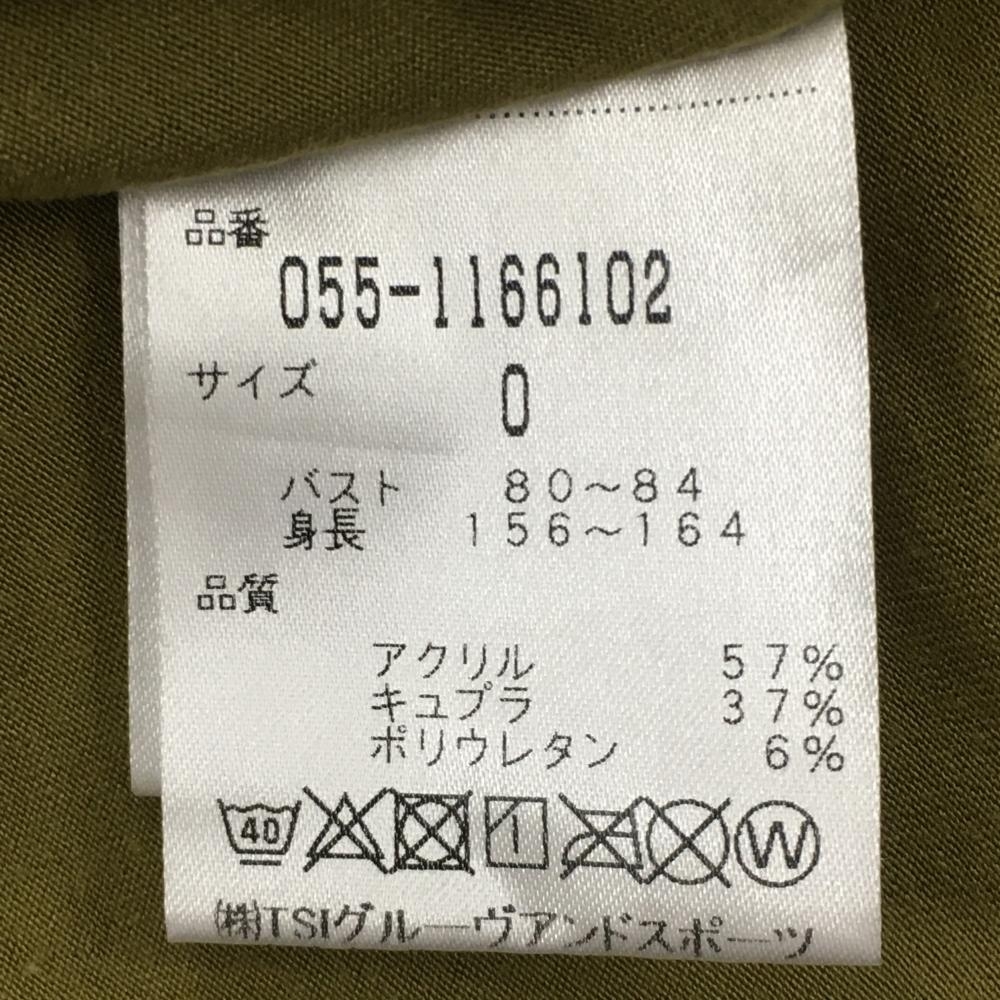 品番
055-1166102
サイズ
0
バスト 80~84
身長 156~164
品質
アクリル 57%
キュプラ 37%
ポリウレタン 6%
40 W
㈱TSIグルーヴアンドスポーツ